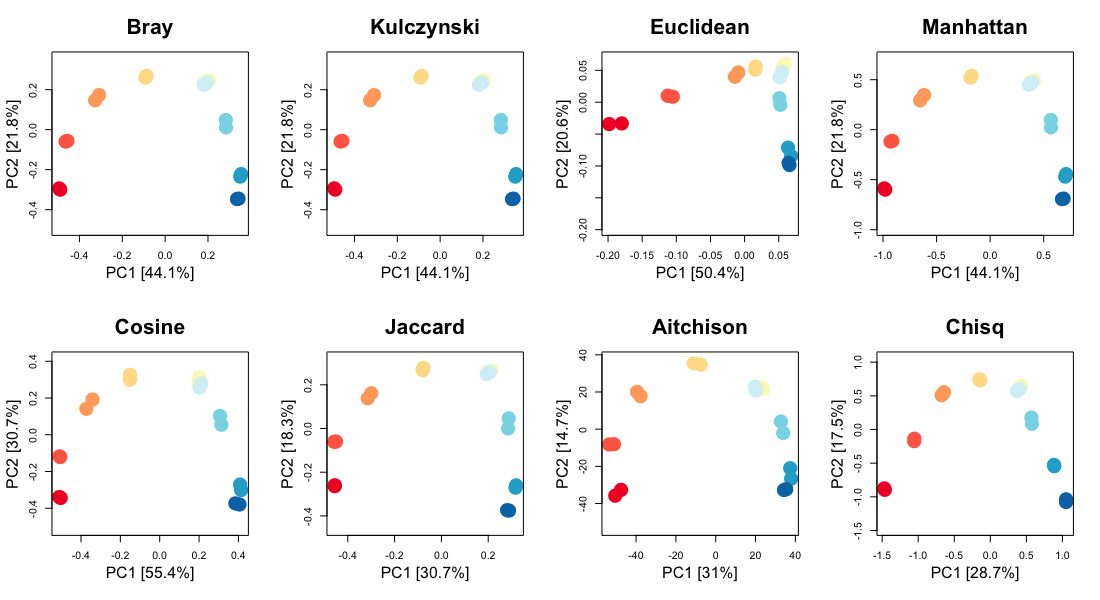 Bray
Kulczynski
Euclidean
Manhattan
PC2 [21.8%]
0.2
0.0
-0.2
-0.4
-0.4 -0.2 0.0 0.2
PC1 [44.1%]
PC2 [21.8%]
0.2
0.0
-0.2
-0.4
-0.4 -0.2 0.0 0.2
PC1 [44.1%]
PC2 [20.6%]
0.05
0.00
-0.10
-0.20
-0.20 -0.15 -0.10 -0.05 0.00 0.05
PC1 [50.4%]
PC2 [21.8%]
0.5
0.0
-0.5
-1.0
-1.0 -0.5 0.0 0.5
PC1 [44.1%]
Cosine
Jaccard
Aitchison
Chisq
PC2 [30.7%]
0.4
0.2
0.0
-0.2
-0.4
-0.4 -0.2 0.0 0.2 0.4
PC1 [55.4%]
PC2 [18.3%]
0.2
0.0
-0.2
-0.4
-0.4 -0.2 0.0 0.2
PC1 [30.7%]
PC2 [14.7%]
40
20
0
-20
-40
-40 -20 0 20 40
PC1 [31%]
PC2 [17.5%]
1.0
0.5
0.0
-0.5
-1.0
-1.5
-1.5 -1.0 -0.5 0.0 0.5 1.0
PC1 [28.7%]